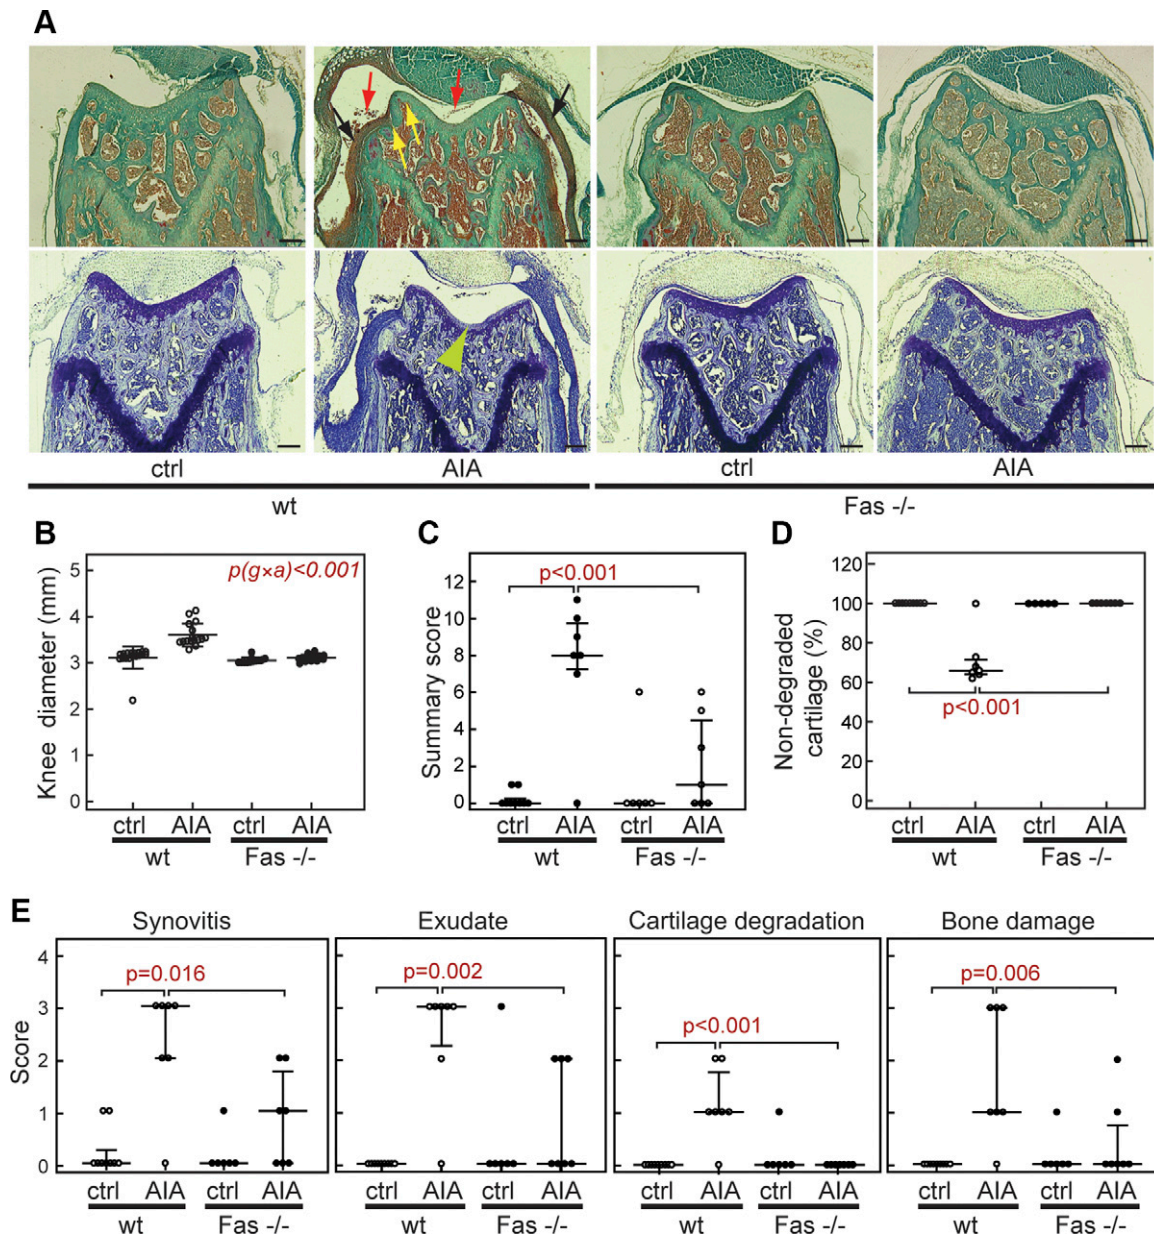 A
ctrl AIA ctrl AIA
wt Fas -/-
B
Knee diameter (mm)
p(g×a)<0.001
5
4
3
2
1
0
ctrl AIA ctrl AIA
wt Fas -/-
C
Summary score
p<0.001
12
10
8
6
4
2
0
ctrl AIA ctrl AIA
wt Fas -/-
D
Non-degraded
cartilage (%)
120
100
80
60
40
20
0
p<0.001
ctrl AIA ctrl AIA
wt Fas -/-
E
Synovitis Exudate Cartilage degradation Bone damage
Score
4
3
2
1
0
p=0.016 p=0.002 p<0.001 p=0.006
ctrl AIA ctrl AIA ctrl AIA ctrl AIA ctrl AIA ctrl AIA ctrl AIA ctrl AIA
wt Fas -/- wt Fas -/- wt Fas -/- wt Fas -/-